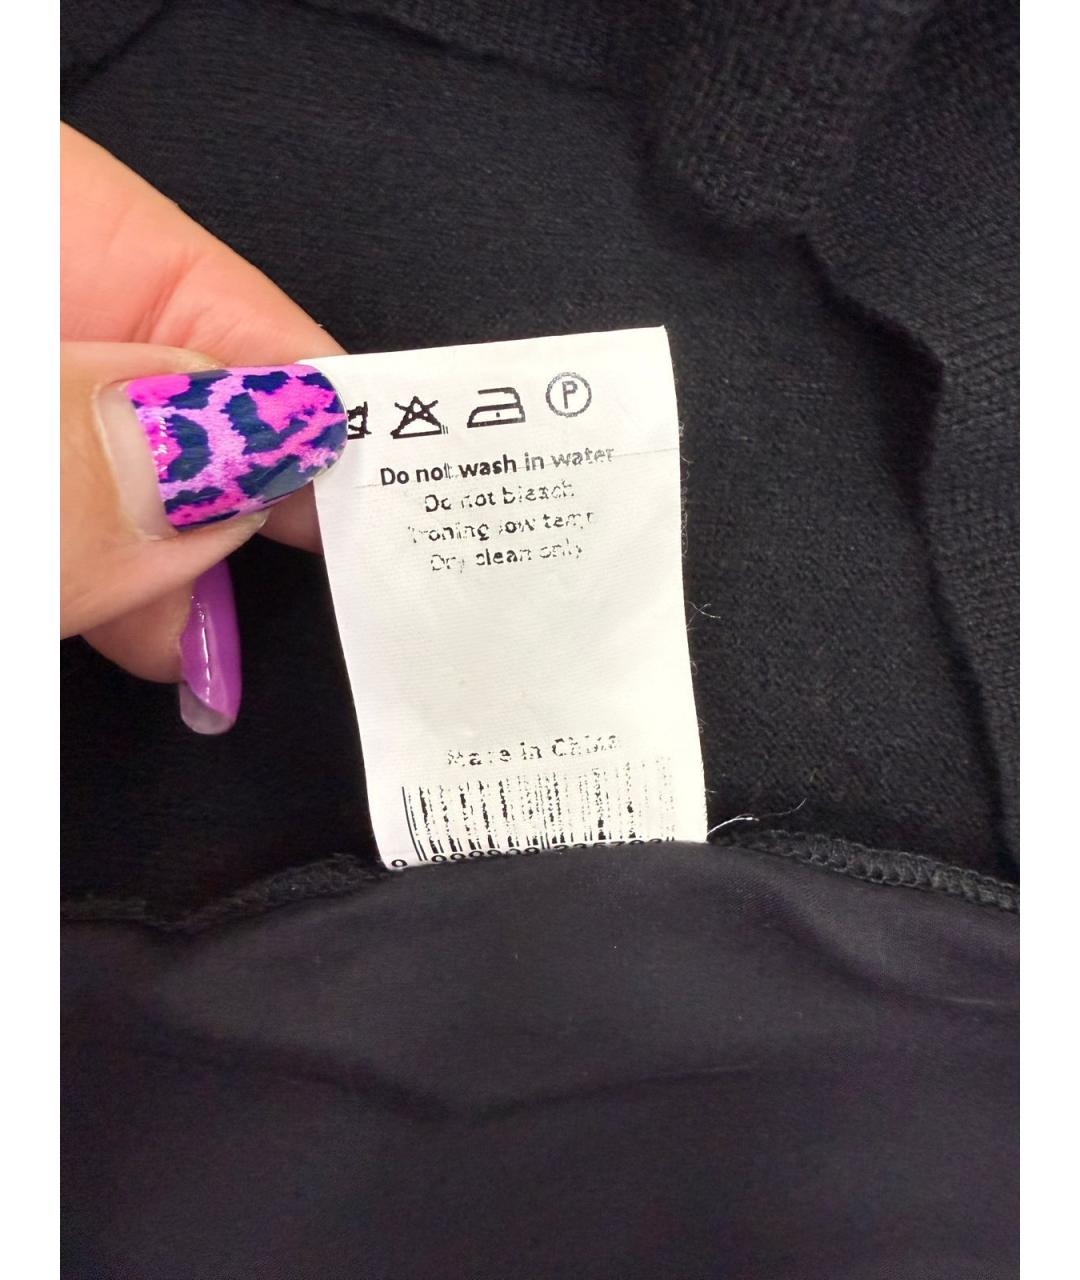 P
Do not wash in water
Do not bleach
Ironing low temp
Dry clean only
Made in China